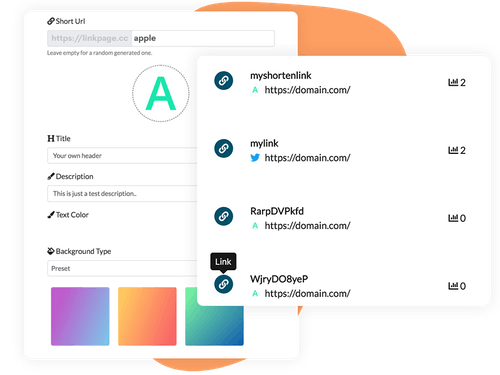 Short Url
https://linkpage.cc apple
Leave empty for a random generated one.
A
Title
Your own header
Description
This is just a test description..
Text Color
Background Type
Preset
myshortenlink
A https://domain.com/
2
mylink
https://domain.com/
2
RarpDVPkfd
A https://domain.com/
0
Link
WjryDO8yeP
A https://domain.com/
0